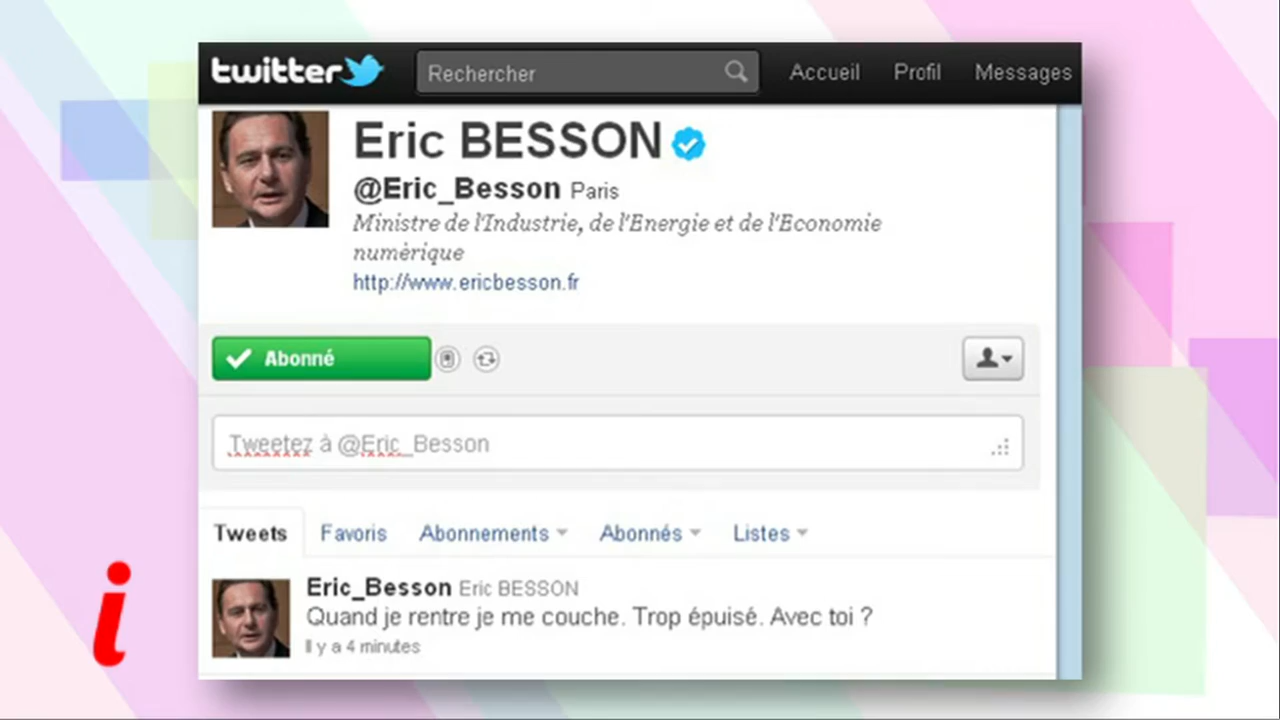 twitter Rechercher Accueil Profil Messages
Eric BESSON
@Eric_Besson Paris
Ministre de l'Industrie, de l'Energie et de l'Economie
numèrique
http://www.ericbesson.fr
Abonné
Tweetez à @Eric_Besson
Tweets Favoris Abonnements Abonnés Listes
Eric_Besson Eric BESSON
Quand je rentre je me couche. Trop épuisé. Avec toi ?
Il y a 4 minutes
i